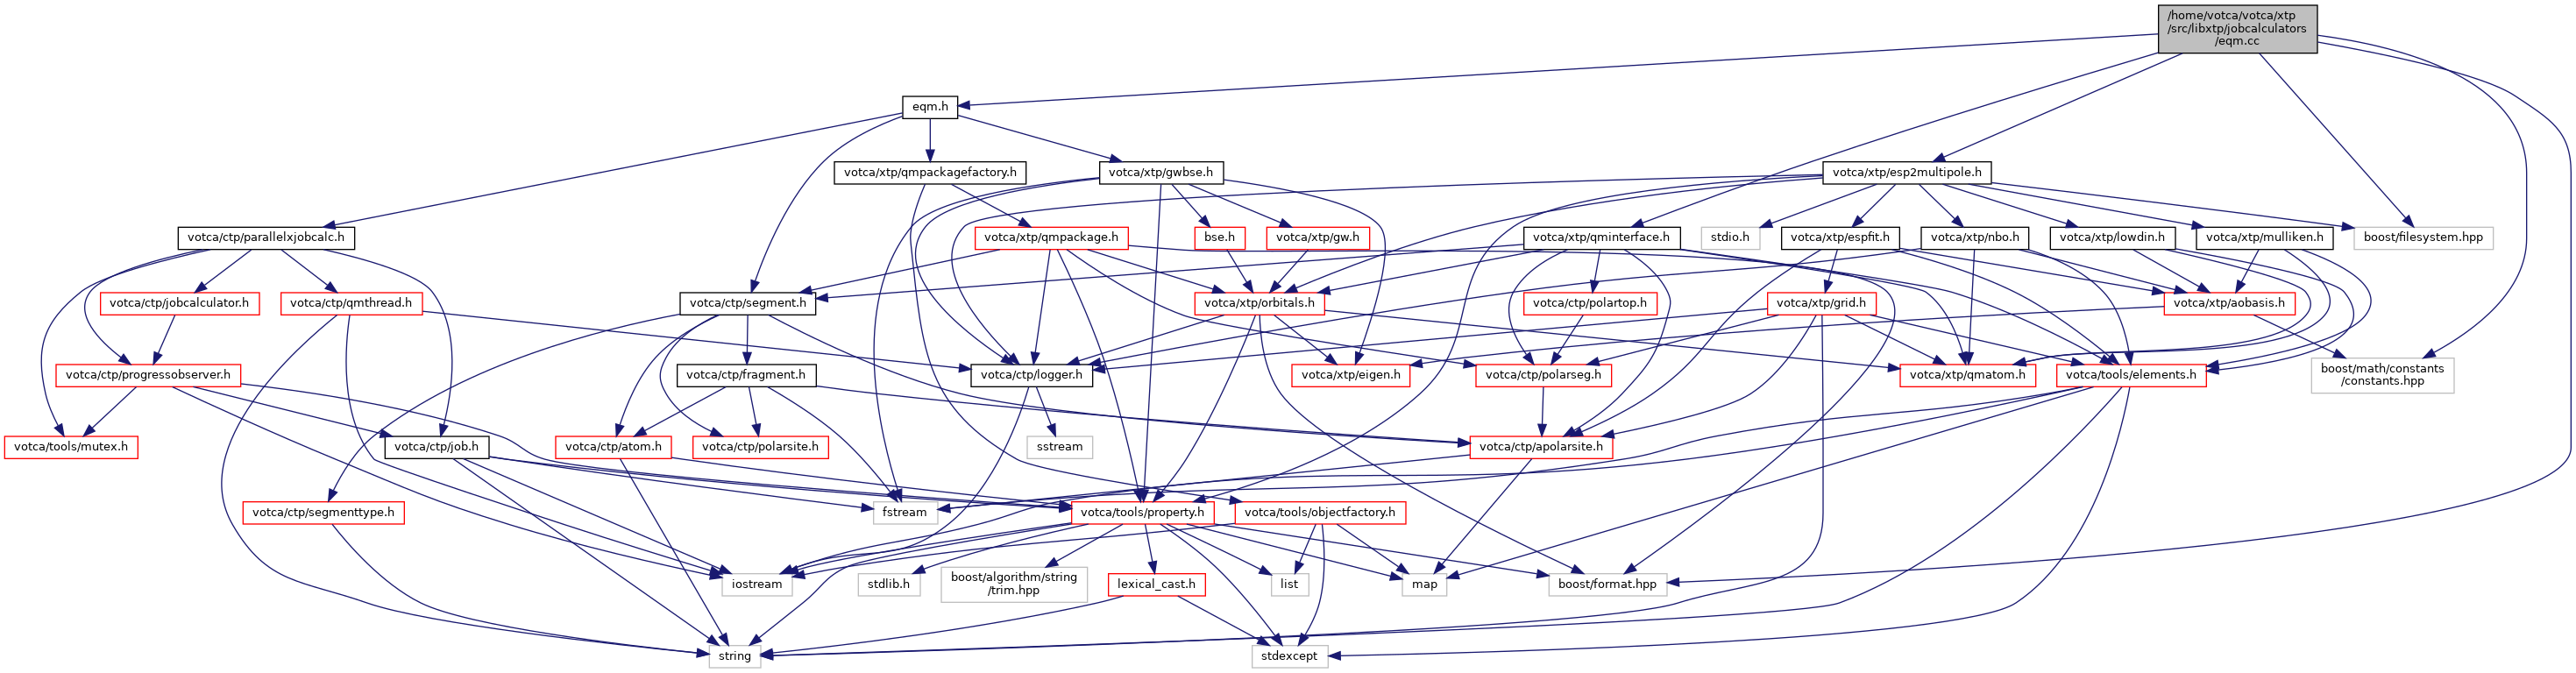 /home/votca/votca/xtp
/src/libxtp/jobcalculators
/eqm.cc
eqm.h
votca/xtp/qmpackagefactory.h
votca/xtp/gwbse.h
votca/xtp/esp2multipole.h
votca/ctp/parallelxjobcalc.h
votca/xtp/qmpackage.h
bse.h
votca/xtp/gw.h
votca/xtp/qminterface.h
stdio.h
votca/xtp/espfit.h
votca/xtp/nbo.h
votca/xtp/lowdin.h
votca/xtp/mulliken.h
boost/filesystem.hpp
votca/ctp/jobcalculator.h
votca/ctp/qmthread.h
votca/ctp/segment.h
votca/xtp/orbitals.h
votca/ctp/polartop.h
votca/xtp/grid.h
votca/xtp/aobasis.h
votca/ctp/progressobserver.h
votca/ctp/fragment.h
votca/ctp/logger.h
votca/xtp/eigen.h
votca/ctp/polarseg.h
votca/xtp/qmatom.h
votca/tools/elements.h
boost/math/constants
/constants.hpp
votca/tools/mutex.h
votca/ctp/job.h
votca/ctp/atom.h
votca/ctp/polarsite.h
sstream
votca/ctp/apolarsite.h
votca/ctp/segmenttype.h
fstream
votca/tools/property.h
votca/tools/objectfactory.h
iostream
stdlib.h
boost/algorithm/string
/trim.hpp
lexical_cast.h
list
map
boost/format.hpp
string
stdexcept